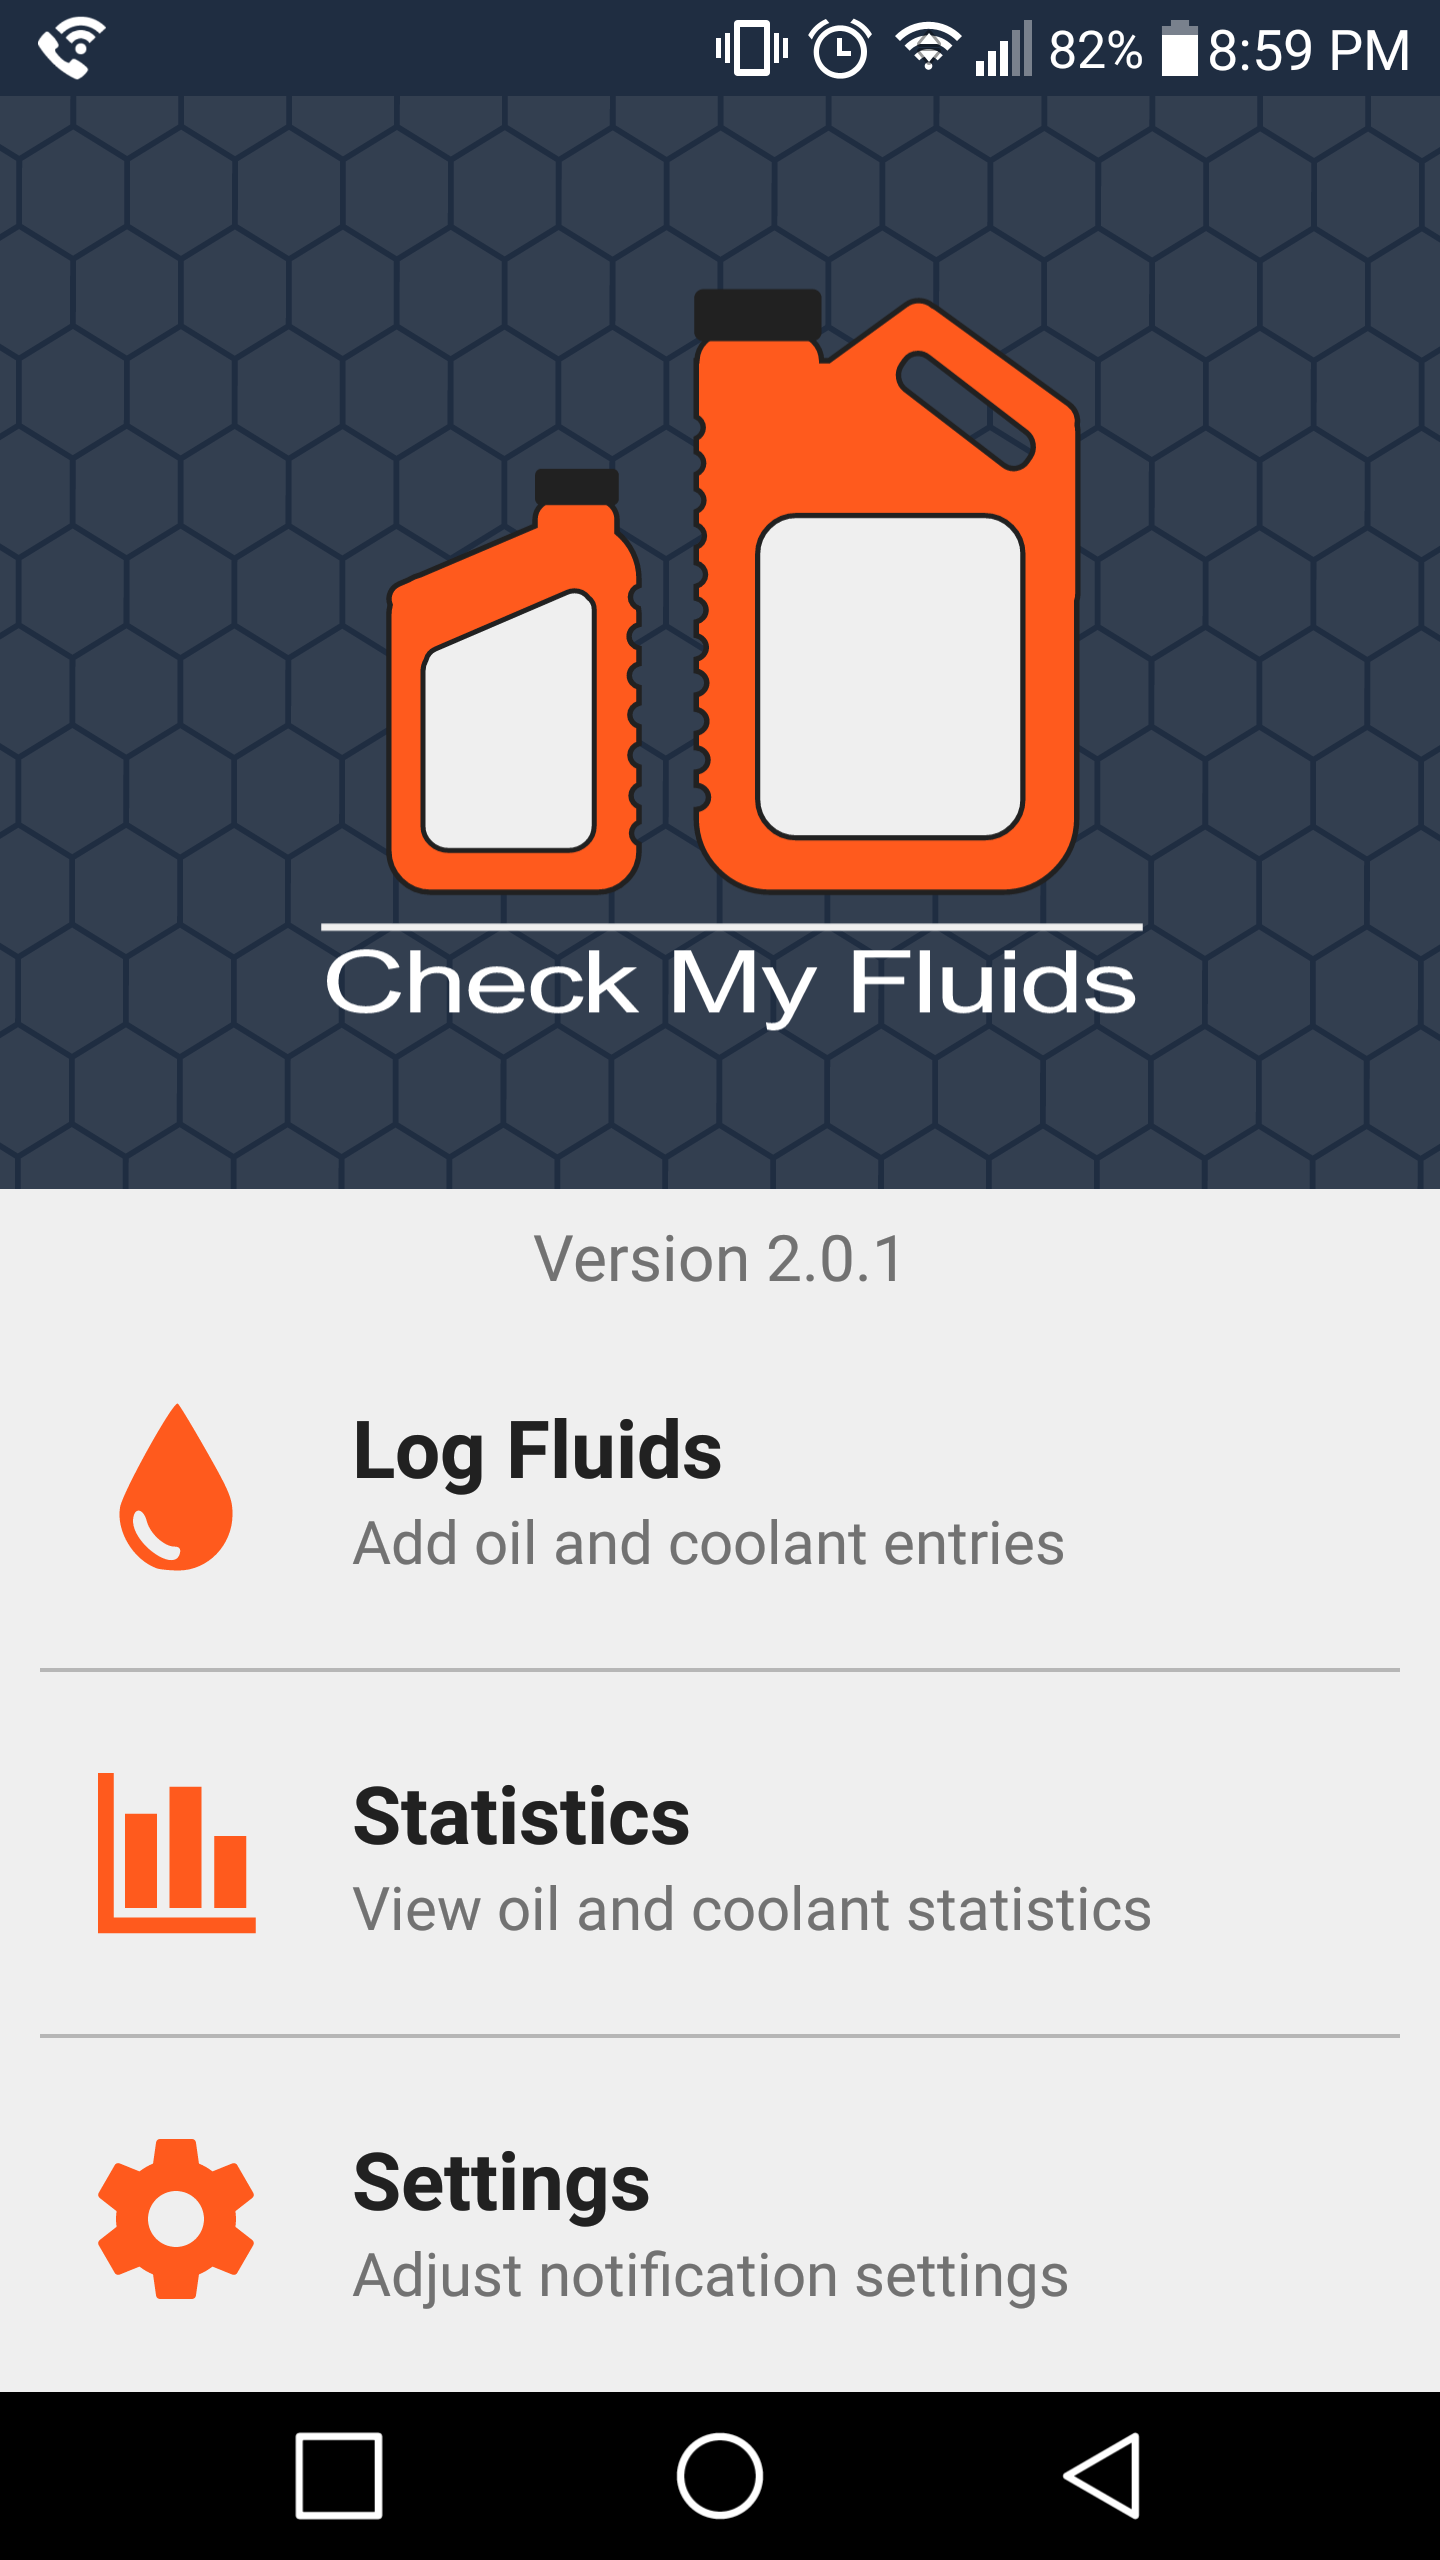 82% 8:59 PM
Check My Fluids
Version 2.0.1
Log Fluids
Add oil and coolant entries
Statistics
View oil and coolant statistics
Settings
Adjust notification settings